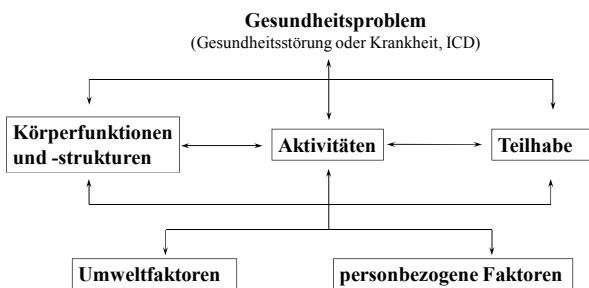 Gesundheitsproblem
(Gesundheitsstörung oder Krankheit, ICD)
Körperfunktionen
und -strukturen
Aktivitäten
Teilhabe
Umweltfaktoren
personbezogene Faktoren